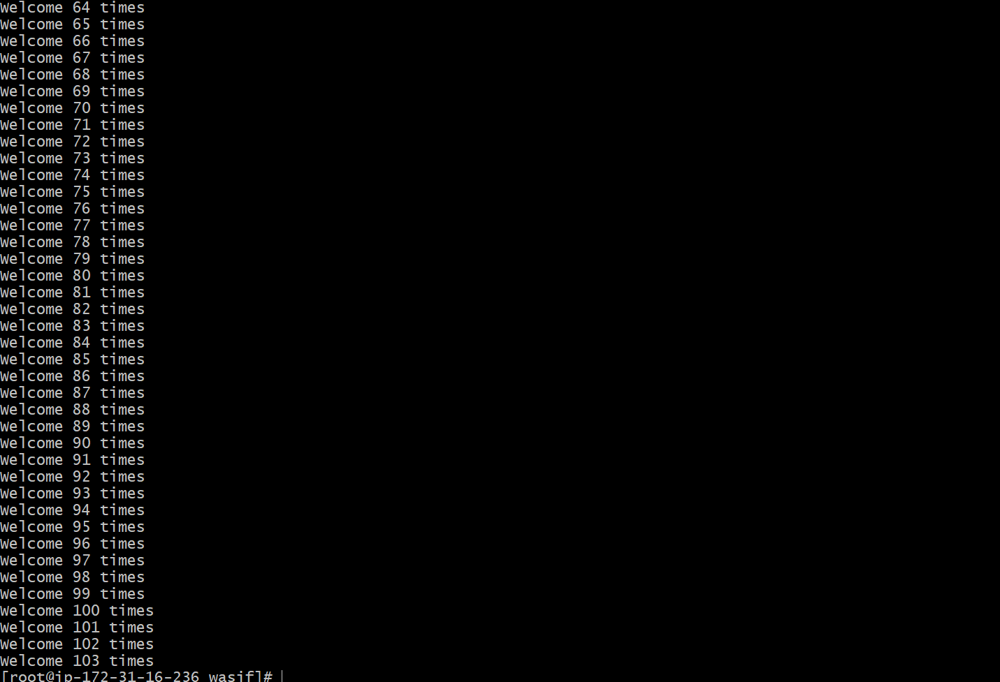 Welcome 64 times
Welcome 65 times
Welcome 66 times
Welcome 67 times
Welcome 68 times
Welcome 69 times
Welcome 70 times
Welcome 71 times
Welcome 72 times
Welcome 73 times
Welcome 74 times
Welcome 75 times
Welcome 76 times
Welcome 77 times
Welcome 78 times
Welcome 79 times
Welcome 80 times
Welcome 81 times
Welcome 82 times
Welcome 83 times
Welcome 84 times
Welcome 85 times
Welcome 86 times
Welcome 87 times
Welcome 88 times
Welcome 89 times
Welcome 90 times
Welcome 91 times
Welcome 92 times
Welcome 93 times
Welcome 94 times
Welcome 95 times
Welcome 96 times
Welcome 97 times
Welcome 98 times
Welcome 99 times
Welcome 100 times
Welcome 101 times
Welcome 102 times
Welcome 103 times
[root@ip-172-31-16-236 wasif]#